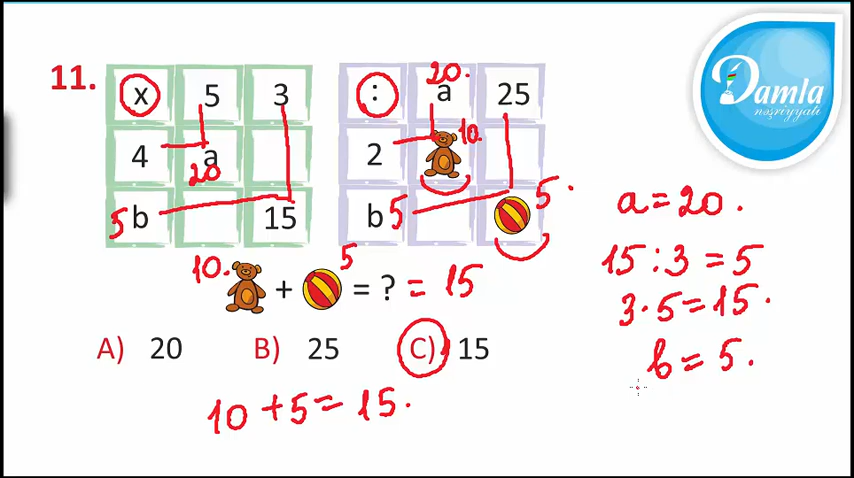 11. x 5 3 : a 20. 25
4 a 20 2 10.
5 b 15 b 5 5.
10. + 5 = ? = 15
A) 20 B) 25 C) 15
10 + 5 = 15.
a = 20.
15 : 3 = 5
3 · 5 = 15.
b = 5.
Damla
nəşriyyatı